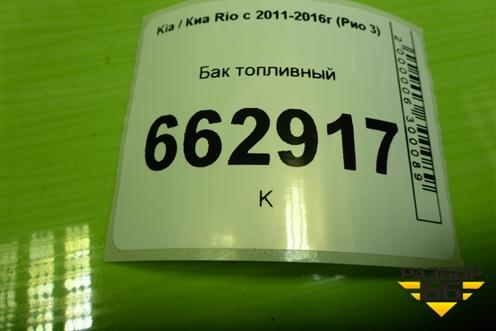 Kia / Киа Rio с 2011-2016г (Рио 3)
Бак топливный
662917
К
2000006300089
РАЗБОР
66